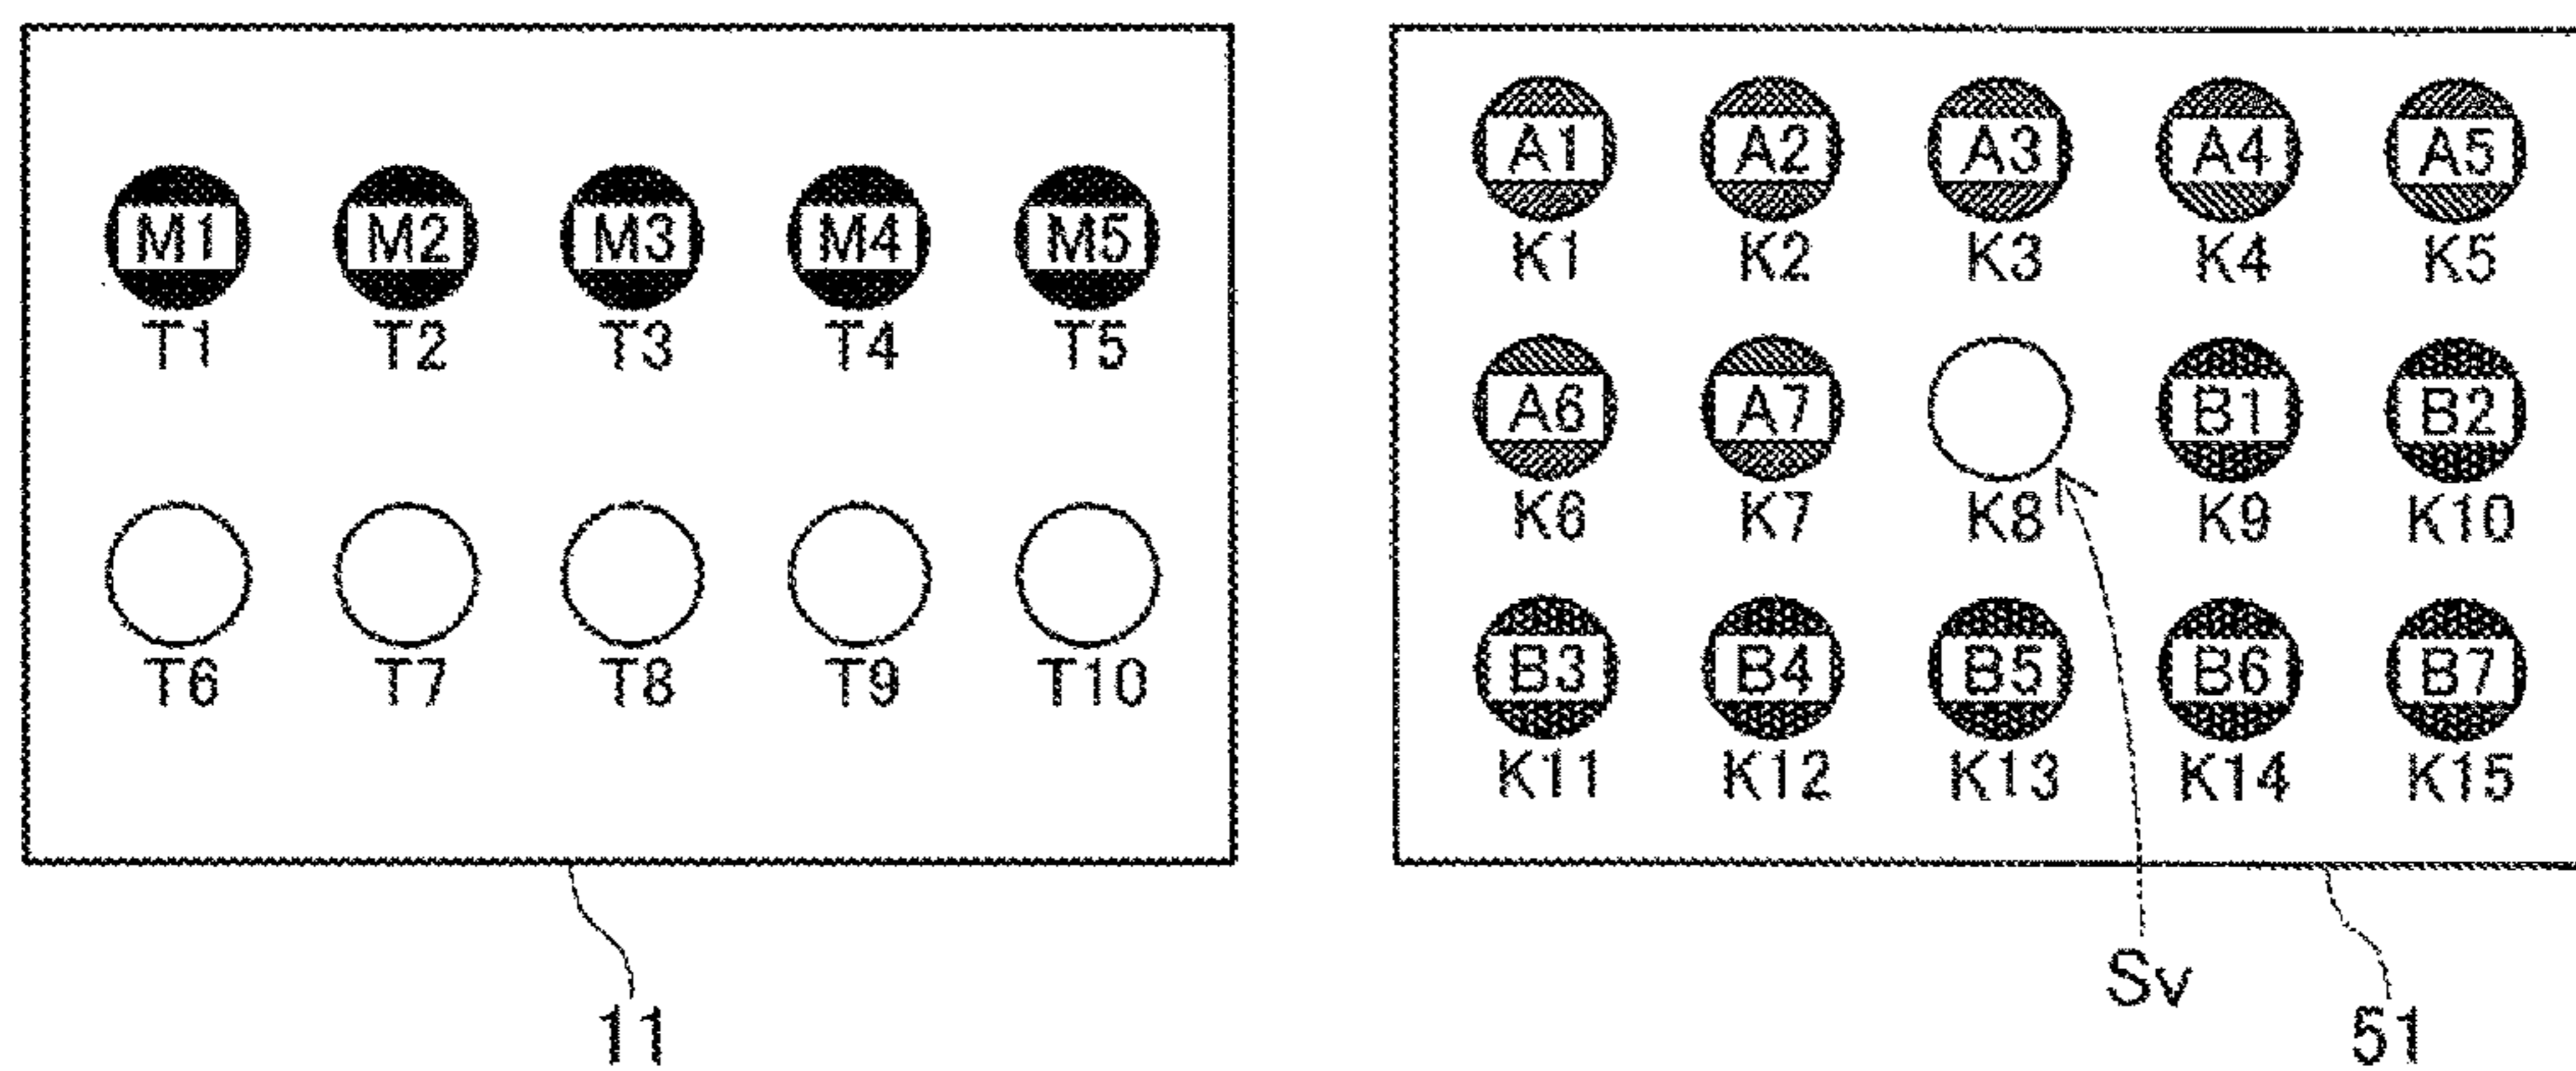 M1 M2 M3 M4 M5
T1 T2 T3 T4 T5
T6 T7 T8 T9 T10
11
A1 A2 A3 A4 A5
K1 K2 K3 K4 K5
A6 A7 B1 B2
K6 K7 K8 K9 K10
B3 B4 B5 B6 B7
K11 K12 K13 K14 K15
Sv
51